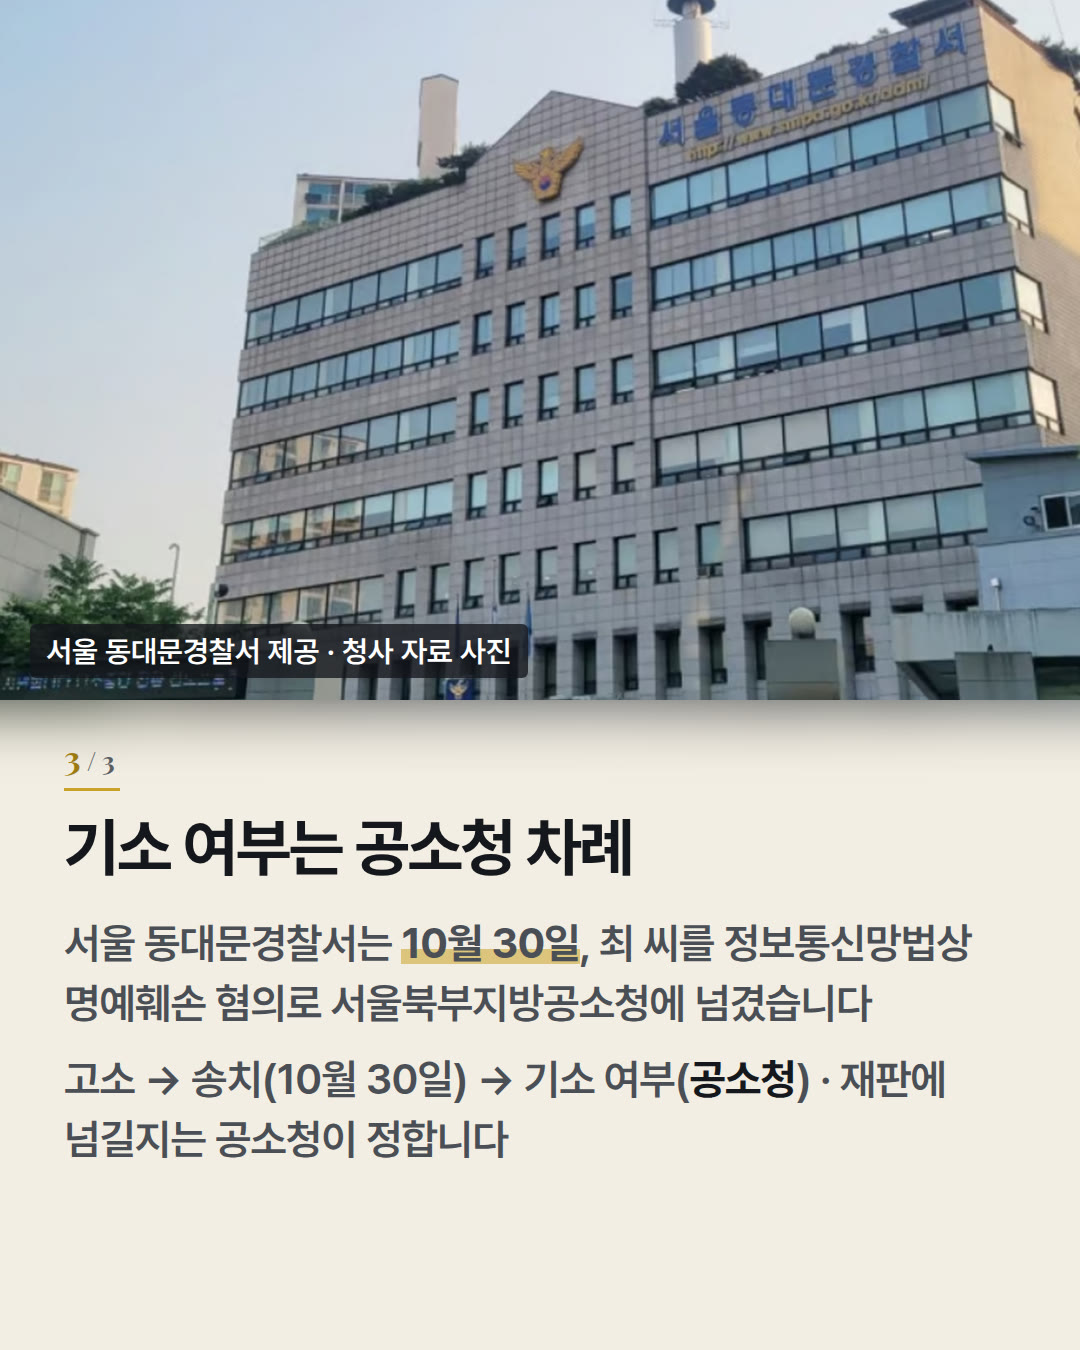 서울동대문경찰서
http://www.smpa.go.kr/ddm/
서울 동대문경찰서 제공 · 청사 자료 사진
3 / 3
기소 여부는 공소청 차례
서울 동대문경찰서는 10월 30일, 최 씨를 정보통신망법상
명예훼손 혐의로 서울북부지방공소청에 넘겼습니다
고소 → 송치(10월 30일) → 기소 여부(공소청) · 재판에
넘길지는 공소청이 정합니다